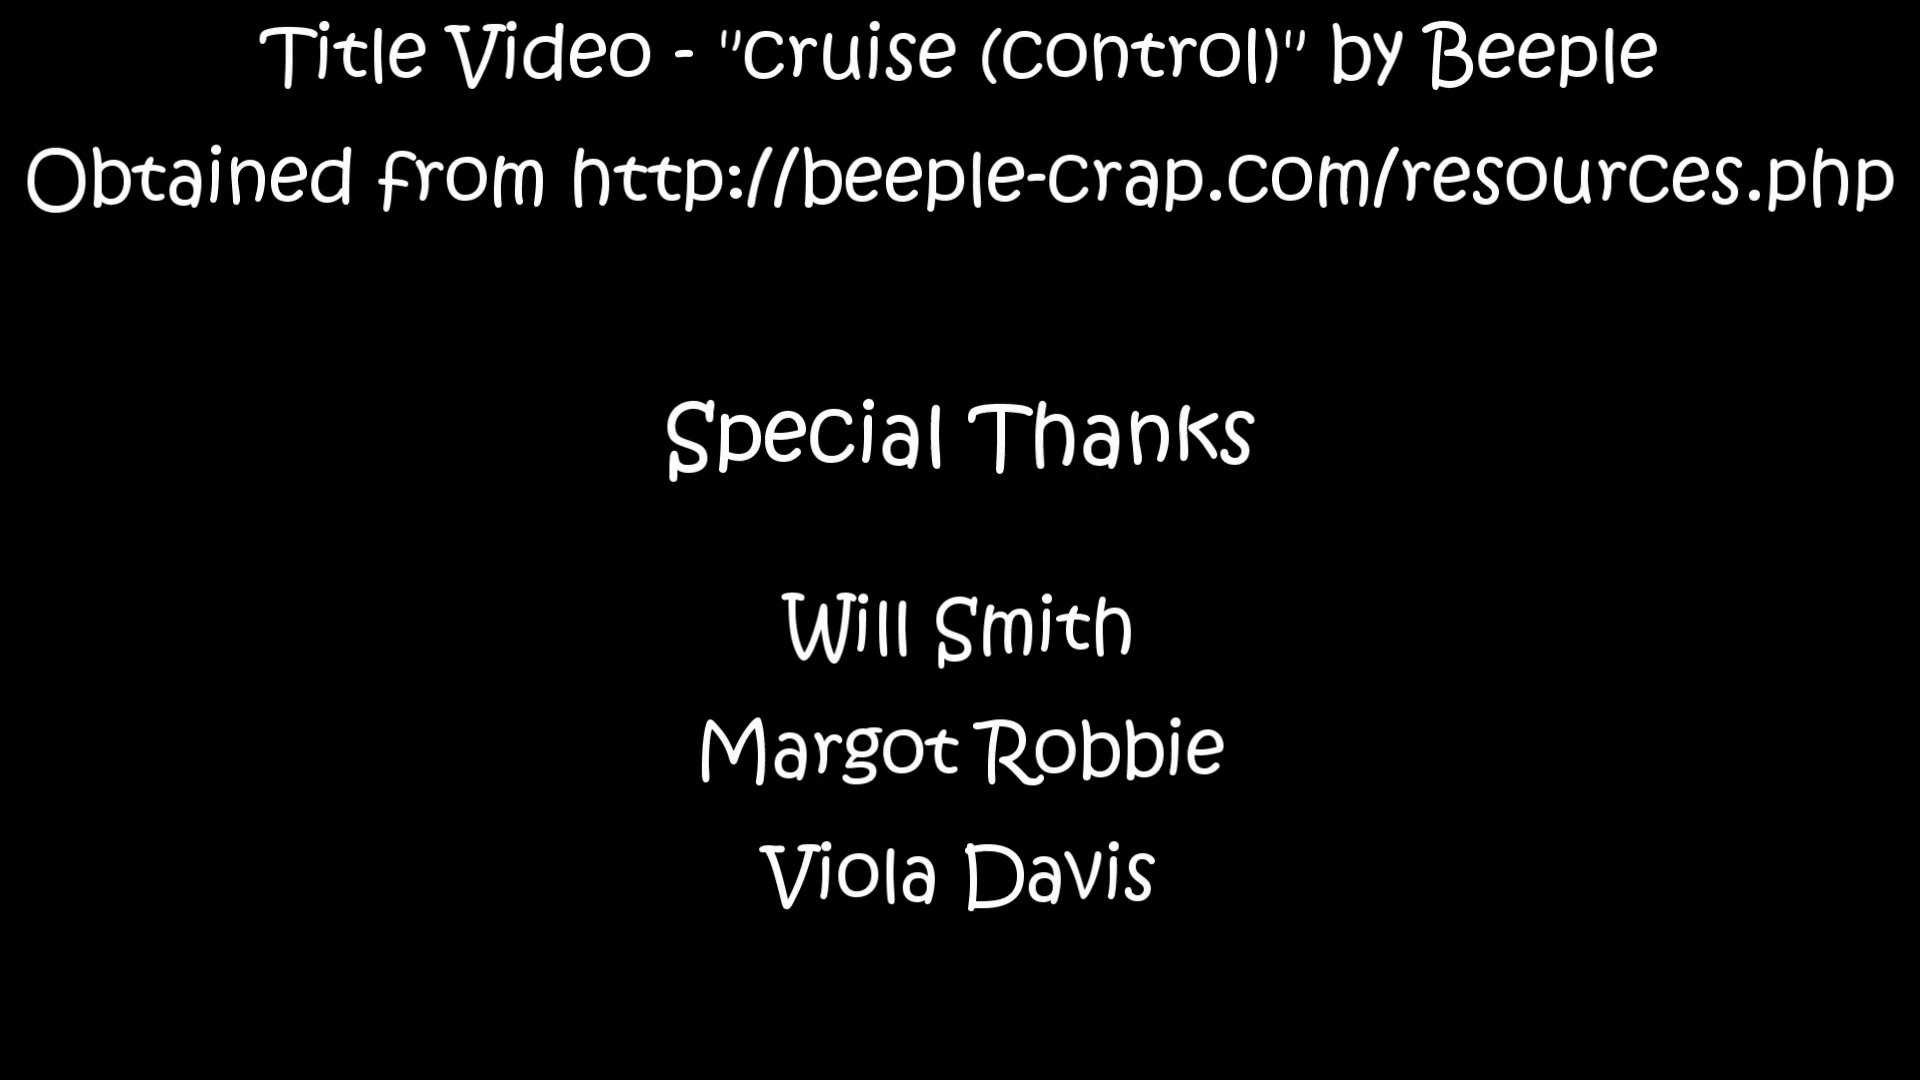 Title Video - "cruise (control)" by Beeple
Obtained from http://beeple-crap.com/resources.php
Special Thanks
Will Smith
Margot Robbie
Viola Davis